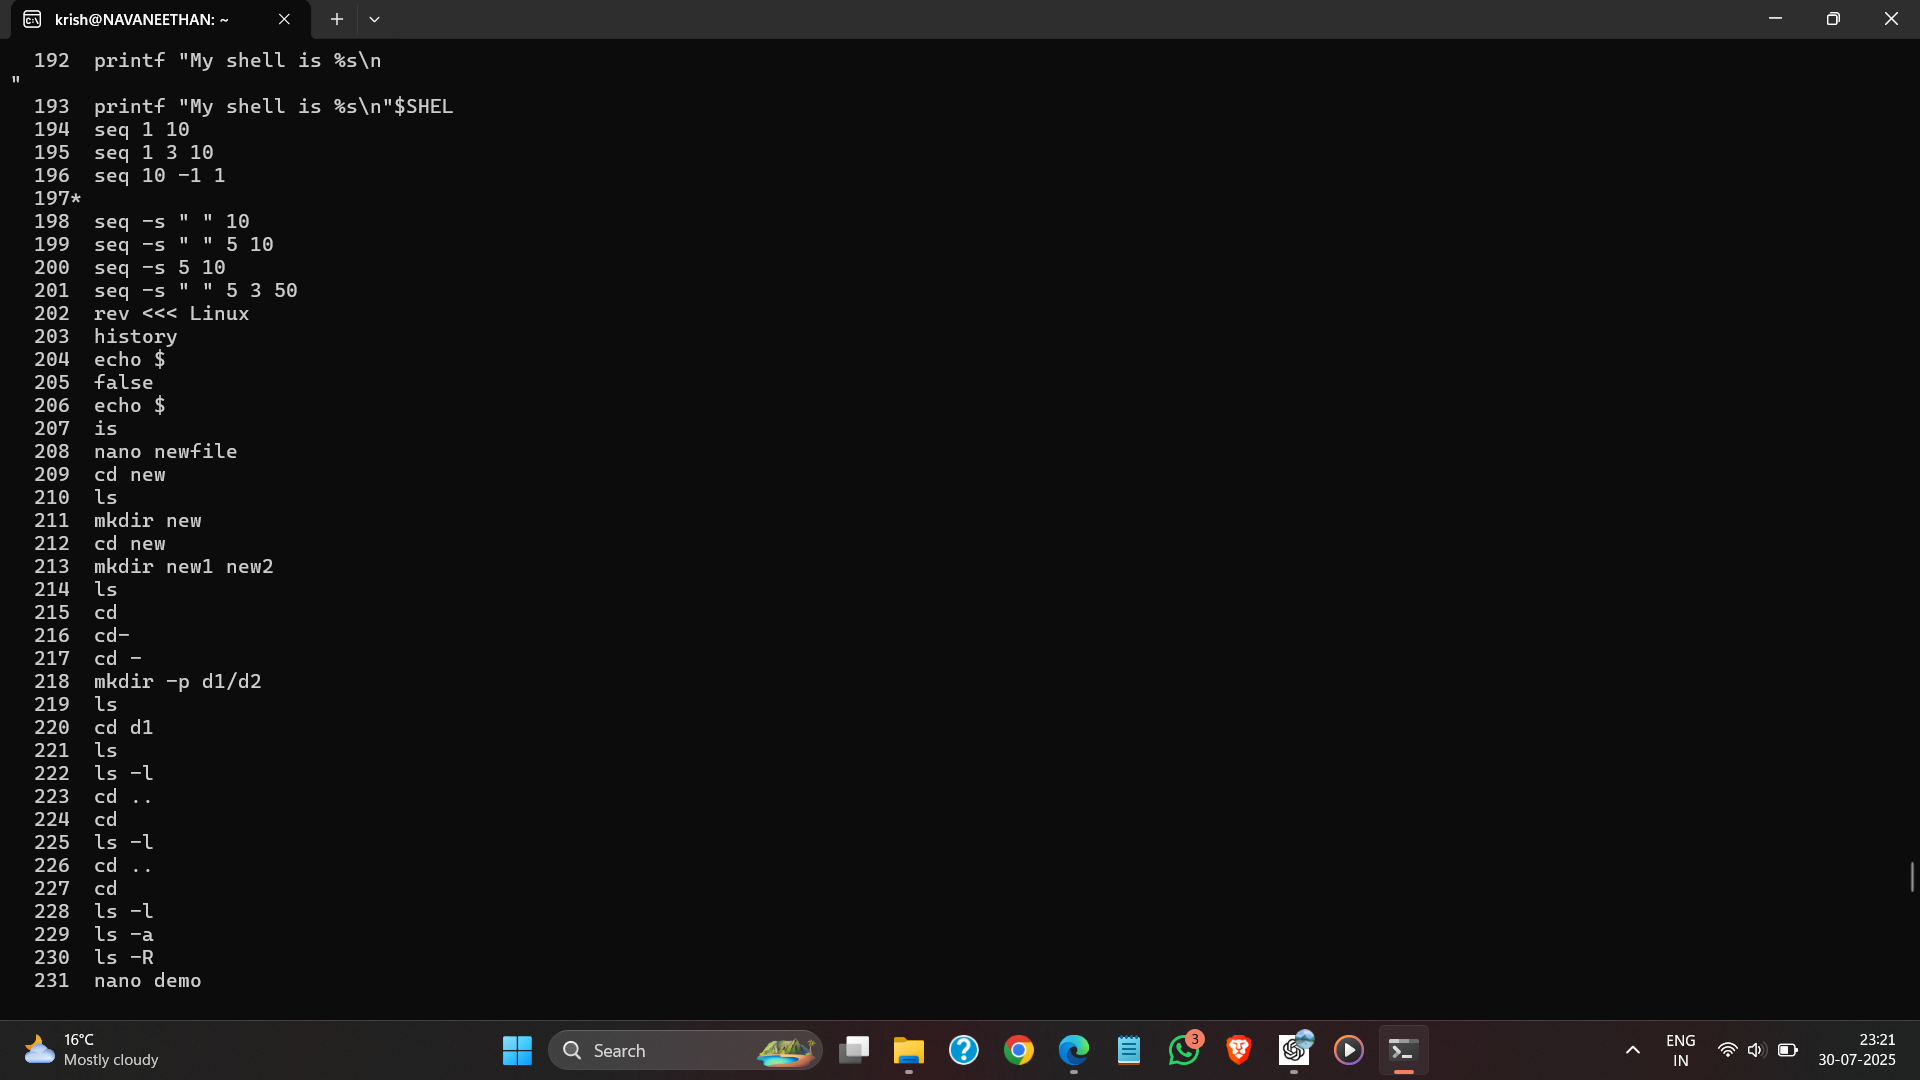 krish@NAVANEETHAN: ~
192 printf "My shell is %s\n
"
193 printf "My shell is %s\n"$SHEL
194 seq 1 10
195 seq 1 3 10
196 seq 10 -1 1
197*
198 seq -s " " 10
199 seq -s " " 5 10
200 seq -s 5 10
201 seq -s " " 5 3 50
202 rev <<< Linux
203 history
204 echo $
205 false
206 echo $
207 is
208 nano newfile
209 cd new
210 ls
211 mkdir new
212 cd new
213 mkdir new1 new2
214 ls
215 cd
216 cd-
217 cd -
218 mkdir -p d1/d2
219 ls
220 cd d1
221 ls
222 ls -l
223 cd ..
224 cd
225 ls -l
226 cd ..
227 cd
228 ls -l
229 ls -a
230 ls -R
231 nano demo
16°C
Mostly cloudy
Search
3
ENG
IN
23:21
30-07-2025